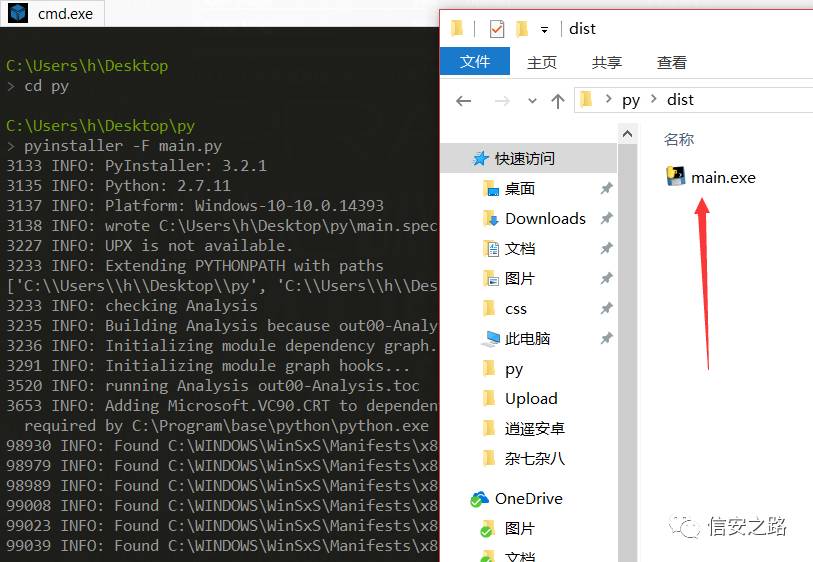 cmd.exe
C:\Users\h\Desktop
> cd py
C:\Users\h\Desktop\py
> pyinstaller -F main.py
3133 INFO: PyInstaller: 3.2.1
3135 INFO: Python: 2.7.11
3137 INFO: Platform: Windows-10-10.0.14393
3138 INFO: wrote C:\Users\h\Desktop\py\main.spec
3227 INFO: UPX is not available.
3233 INFO: Extending PYTHONPATH with paths
['C:\\Users\\h\\Desktop\\py', 'C:\\Users\\h\\Des
3233 INFO: checking Analysis
3235 INFO: Building Analysis because out00-Analy
3236 INFO: Initializing module dependency graph.
3291 INFO: Initializing module graph hooks...
3520 INFO: running Analysis out00-Analysis.toc
3653 INFO: Adding Microsoft.VC90.CRT to dependen
required by C:\Program\base\python\python.exe
98930 INFO: Found C:\WINDOWS\WinSxS\Manifests\x8
98979 INFO: Found C:\WINDOWS\WinSxS\Manifests\x8
98989 INFO: Found C:\WINDOWS\WinSxS\Manifests\x8
99008 INFO: Found C:\WINDOWS\WinSxS\Manifests\x8
99023 INFO: Found C:\WINDOWS\WinSxS\Manifests\x8
99039 INFO: Found C:\WINDOWS\WinSxS\Manifests\x8
dist
文件 主页 共享 查看
py > dist
快速访问
桌面
Downloads
文档
图片
css
此电脑
py
Upload
逍遥安卓
杂七杂八
OneDrive
图片
文档
名称
main.exe
信安之路